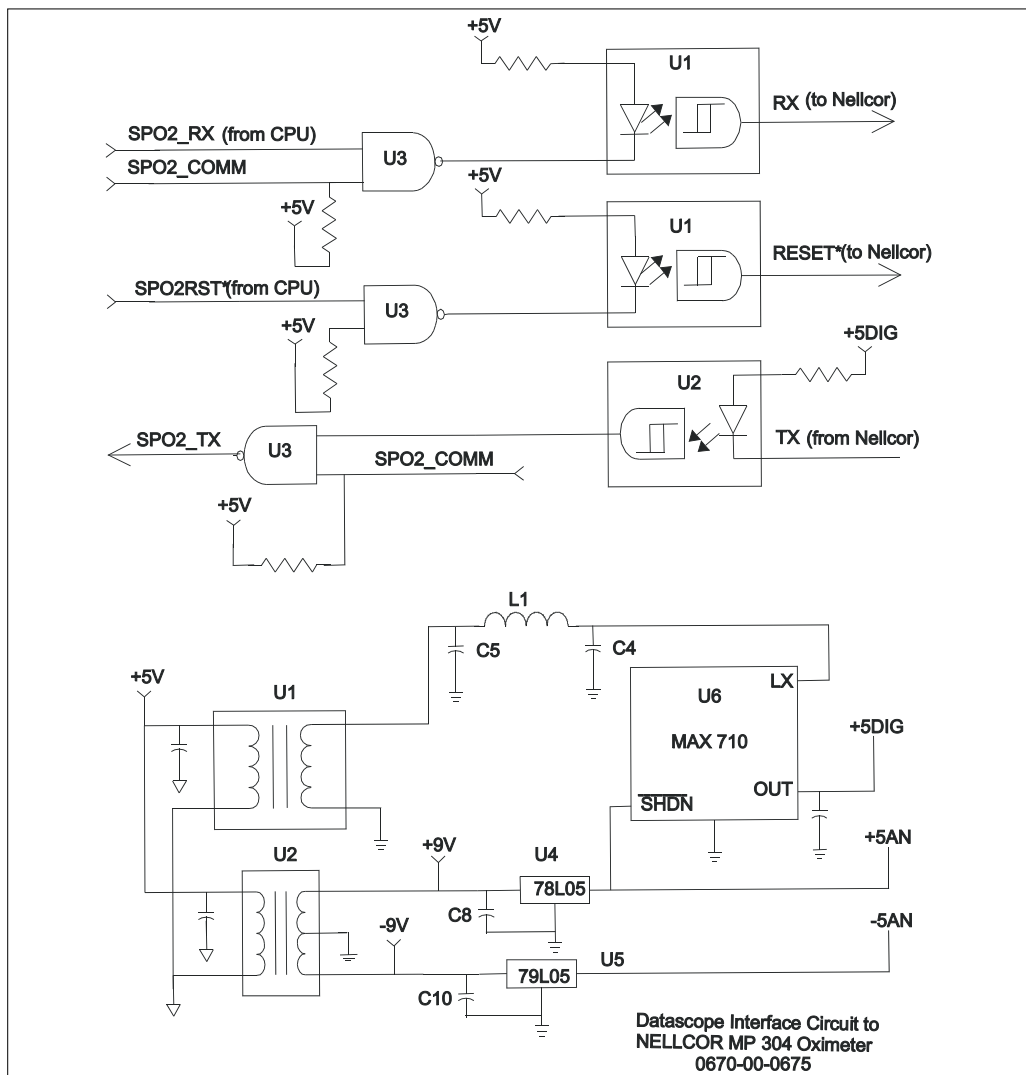 +5V
U1
RX (to Nellcor)
SPO2_RX (from CPU)
U3
SPO2_COMM
+5V
+5V
U1
RESET* (to Nellcor)
SPO2RST* (from CPU)
U3
+5V
+5DIG
U2
SPO2_TX
U3
TX (from Nellcor)
SPO2_COMM
+5V
L1
C5
C4
+5V
U1
LX
U6
MAX 710
+5DIG
OUT
SHDN
U2
+9V
U4
+5AN
78L05
C8
-9V
-5AN
U5
79L05
C10
Datascope Interface Circuit to
NELLCOR MP 304 Oximeter
0670-00-0675